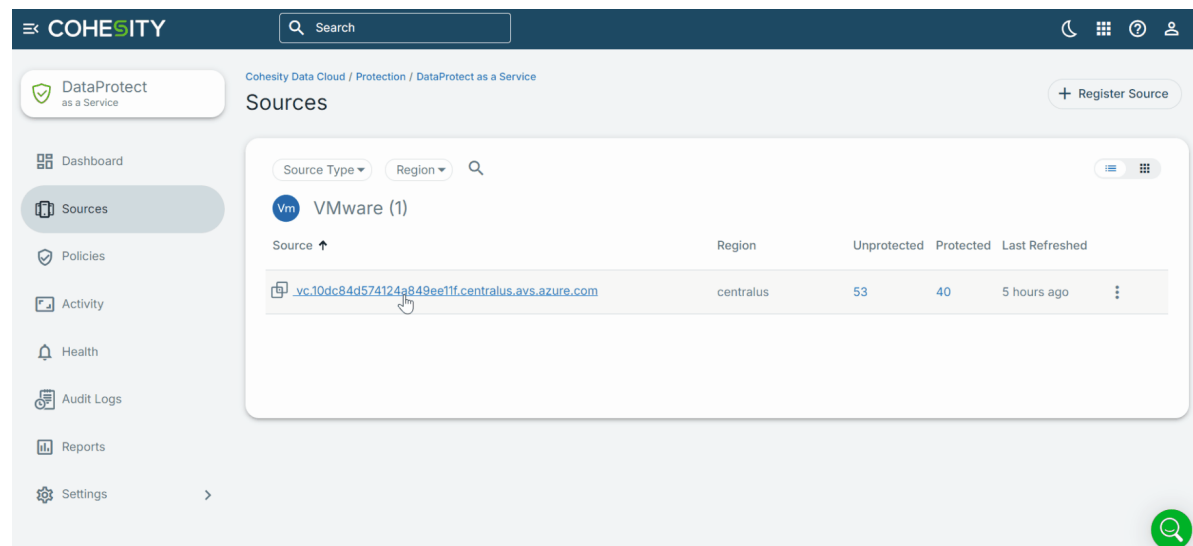 COHESITY
Search
DataProtect
as a Service
Cohesity Data Cloud / Protection / DataProtect as a Service
Sources
+ Register Source
Dashboard
Sources
Policies
Activity
Health
Audit Logs
Reports
Settings
Source Type
Region
Vm VMware (1)
Source Region Unprotected Protected Last Refreshed
vc.10dc84d574124a849ee11f.centralus.avs.azure.com centralus 53 40 5 hours ago